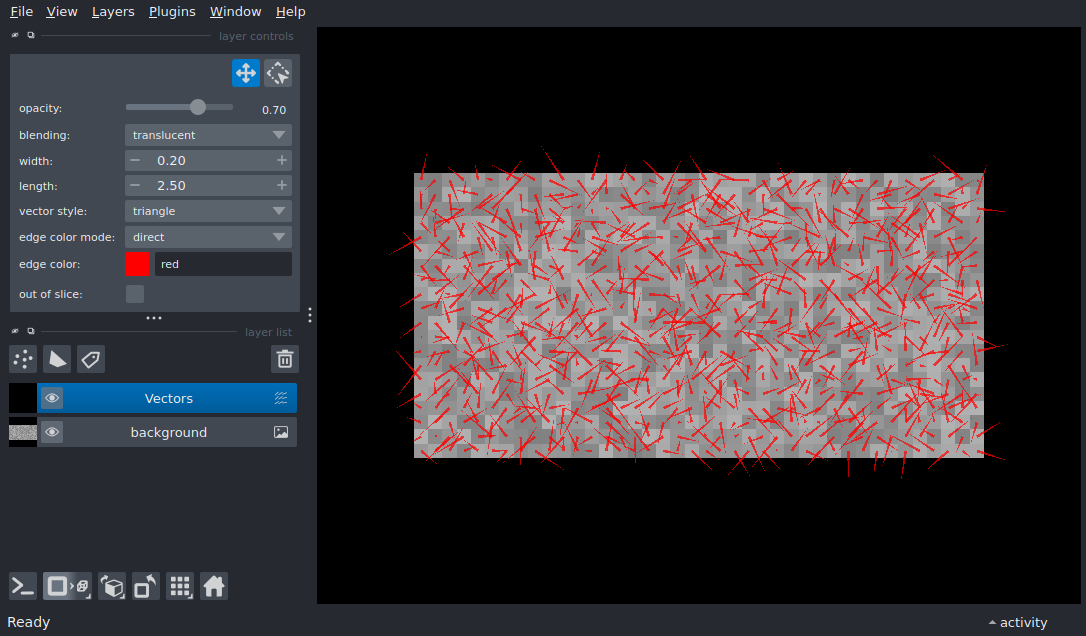 File View Layers Plugins Window Help
layer controls
opacity: 0.70
blending: translucent
width: 0.20
length: 2.50
vector style: triangle
edge color mode: direct
edge color: red
out of slice:
layer list
Vectors
background
Ready
activity